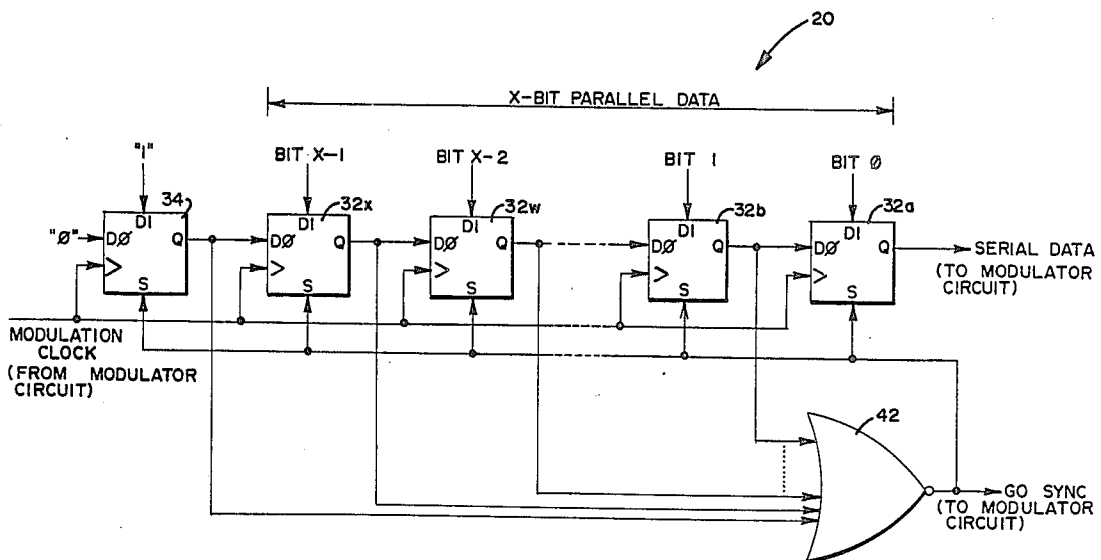 20
X-BIT PARALLEL DATA
"1"
BIT X-1
BIT X-2
BIT 1
BIT Ø
34
32x
32w
32b
32a
DI
DI
DI
DI
DI
"Ø"
DØ
Q
DØ
Q
DØ
Q
DØ
Q
DØ
Q
SERIAL DATA
(TO MODULATOR
CIRCUIT)
S
S
S
S
S
MODULATION
CLOCK
(FROM MODULATOR
CIRCUIT)
42
GO SYNC
(TO MODULATOR
CIRCUIT)